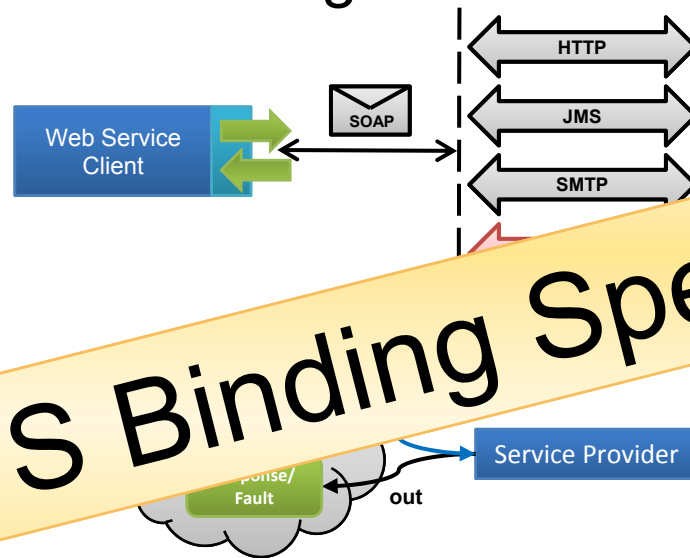 HTTP
SOAP
JMS
Web Service
Client
SMTP
S Binding Spe
Service Provider
ponse/
Fault
out